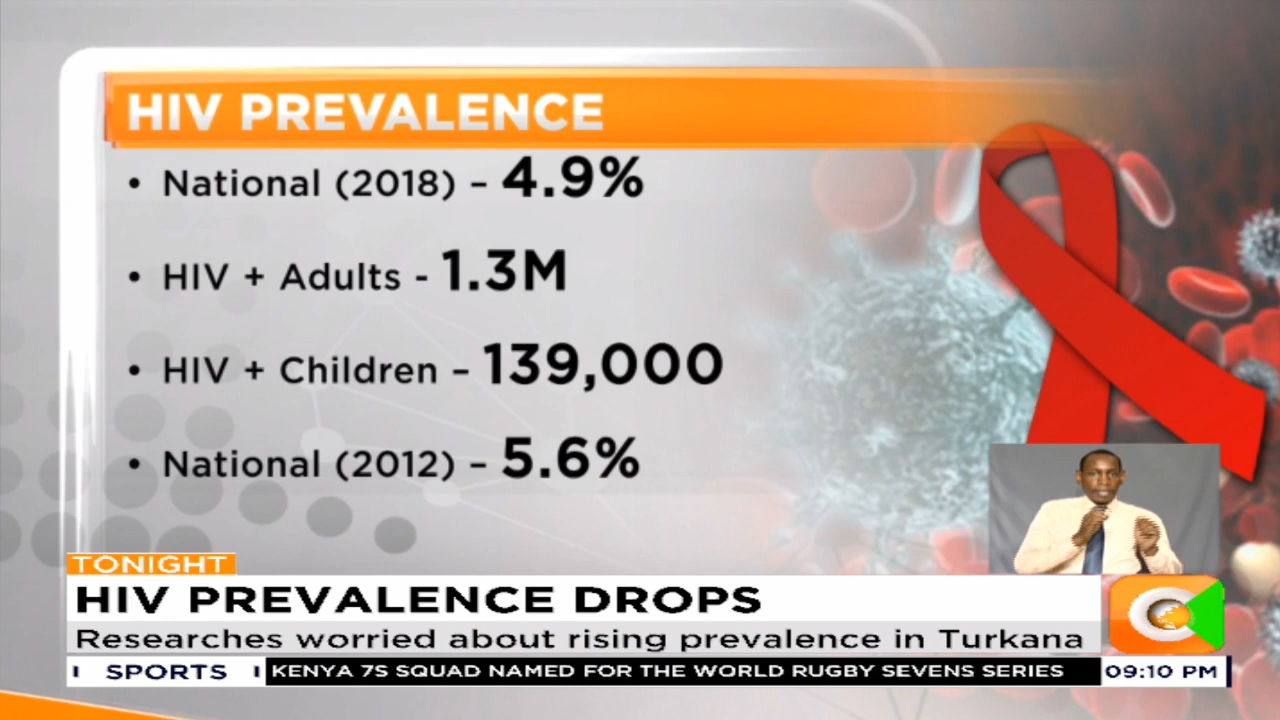 HIV PREVALENCE
• National (2018) – 4.9%
• HIV + Adults - 1.3M
• HIV + Children – 139,000
• National (2012) – 5.6%
TONIGHT
HIV PREVALENCE DROPS
Researches worried about rising prevalence in Turkana
SPORTS KENYA 7S SQUAD NAMED FOR THE WORLD RUGBY SEVENS SERIES 09:10 PM